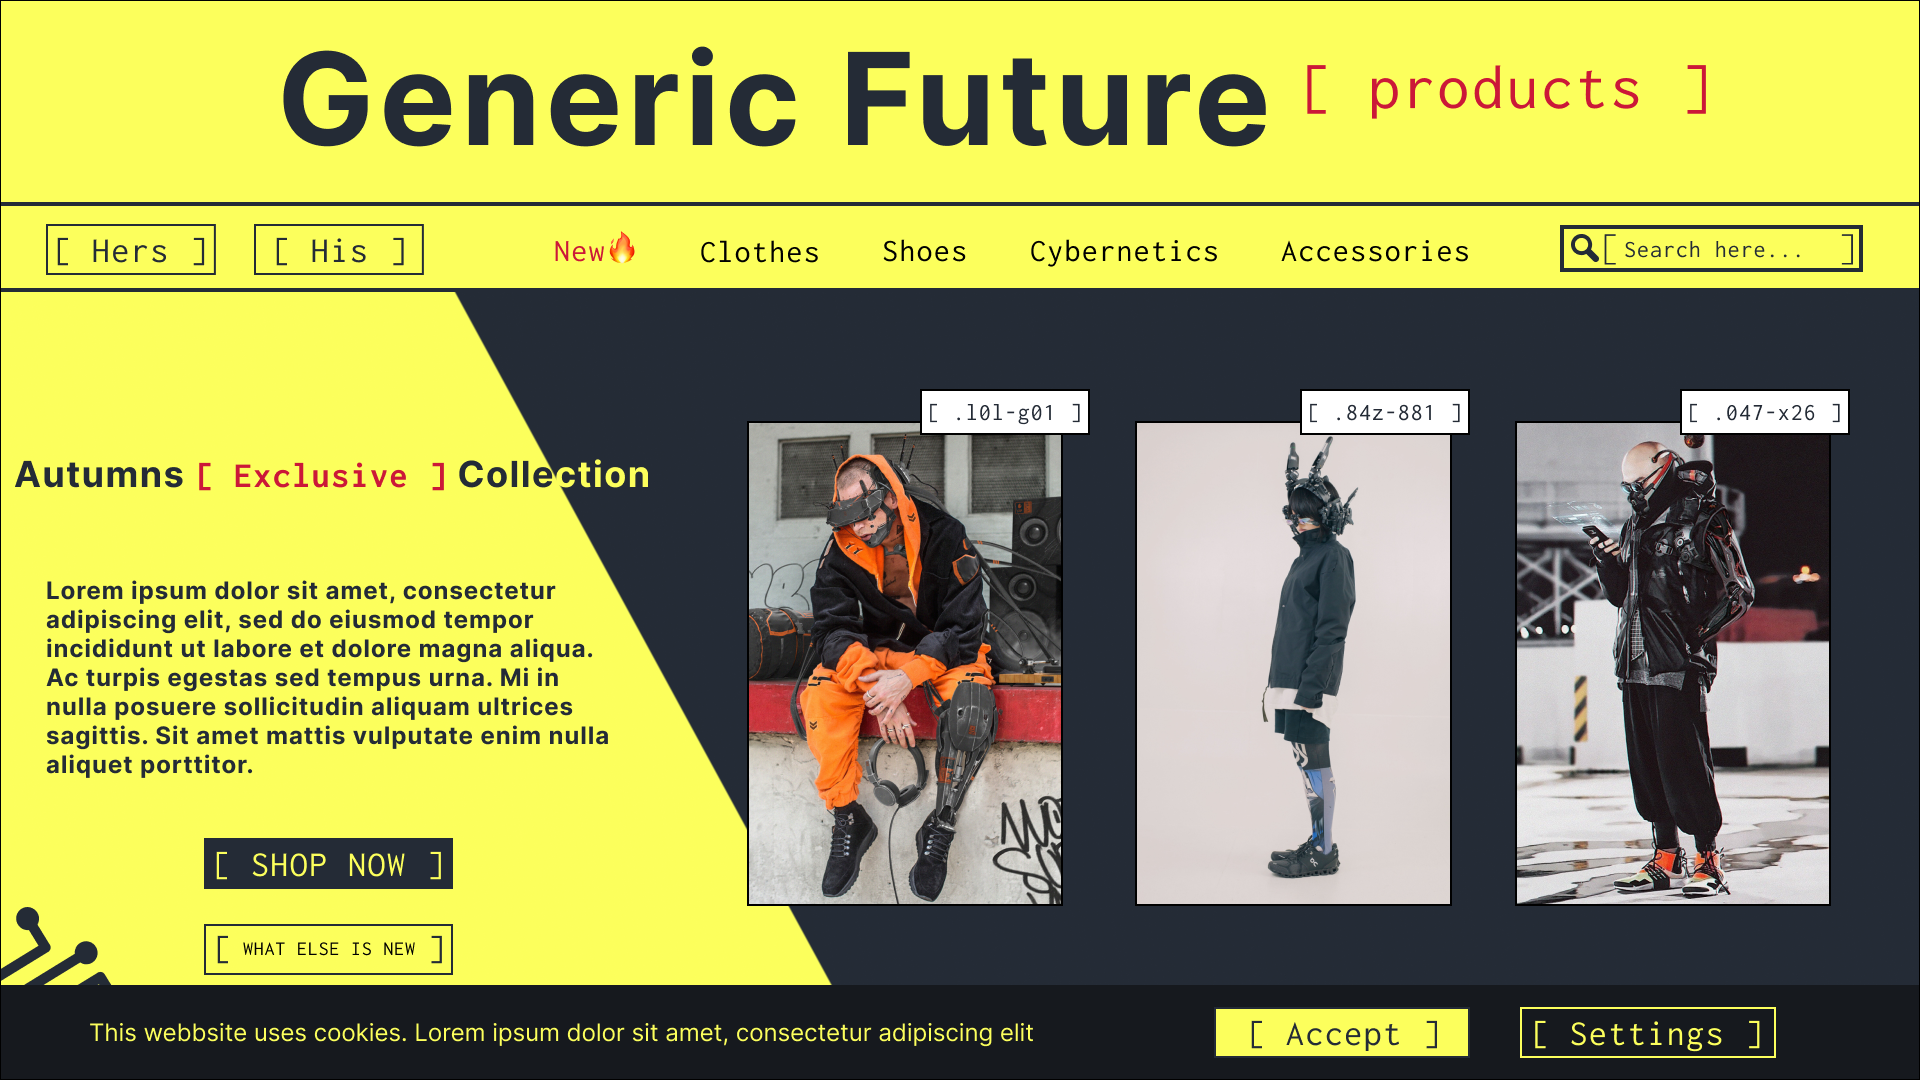 Generic Future [ products ]
[ Hers ] [ His ] New🔥 Clothes Shoes Cybernetics Accessories [ Search here... ]
[ .l0l-g01 ] [ .84z-881 ] [ .047-x26 ]
Autumns [ Exclusive ] Collection
Lorem ipsum dolor sit amet, consectetur
adipiscing elit, sed do eiusmod tempor
incididunt ut labore et dolore magna aliqua.
Ac turpis egestas sed tempus urna. Mi in
nulla posuere sollicitudin aliquam ultrices
sagittis. Sit amet mattis vulputate enim nulla
aliquet porttitor.
[ SHOP NOW ]
[ WHAT ELSE IS NEW ]
This webbsite uses cookies. Lorem ipsum dolor sit amet, consectetur adipiscing elit
[ Accept ] [ Settings ]